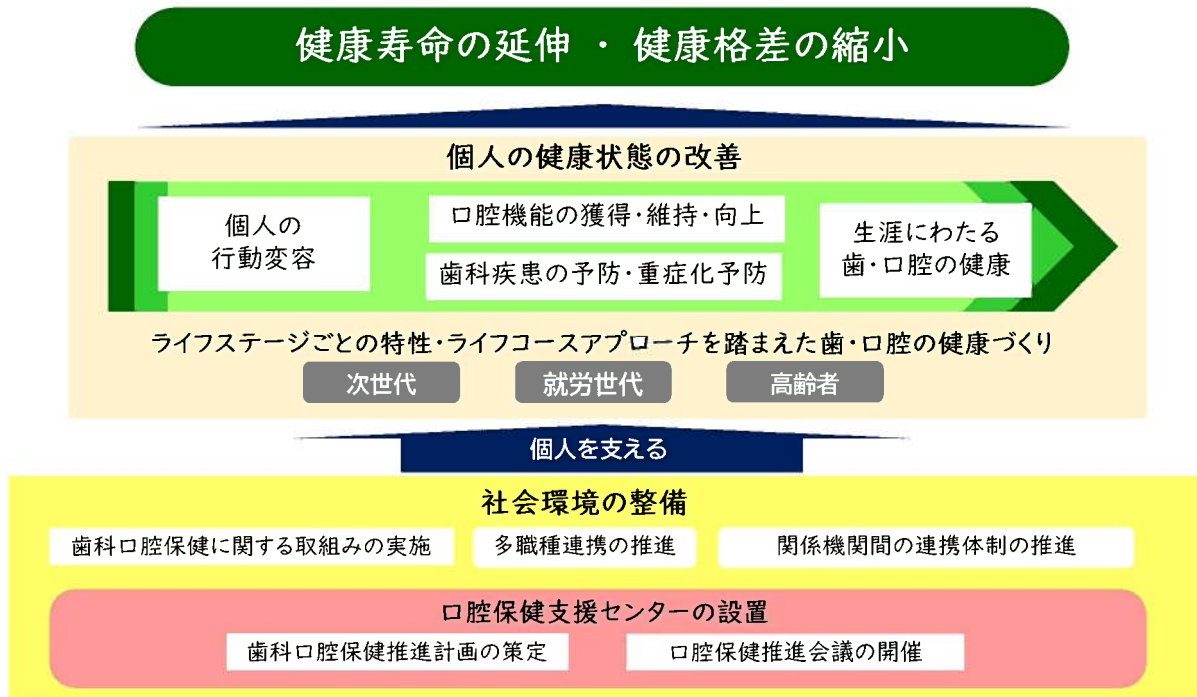 健康寿命の延伸 ・ 健康格差の縮小
個人の健康状態の改善
個人の
行動変容
口腔機能の獲得・維持・向上
歯科疾患の予防・重症化予防
生涯にわたる
歯・口腔の健康
ライフステージごとの特性・ライフコースアプローチを踏まえた歯・口腔の健康づくり
次世代
就労世代
高齢者
個人を支える
社会環境の整備
歯科口腔保健に関する取組みの実施
多職種連携の推進
関係機関間の連携体制の推進
口腔保健支援センターの設置
歯科口腔保健推進計画の策定
口腔保健推進会議の開催